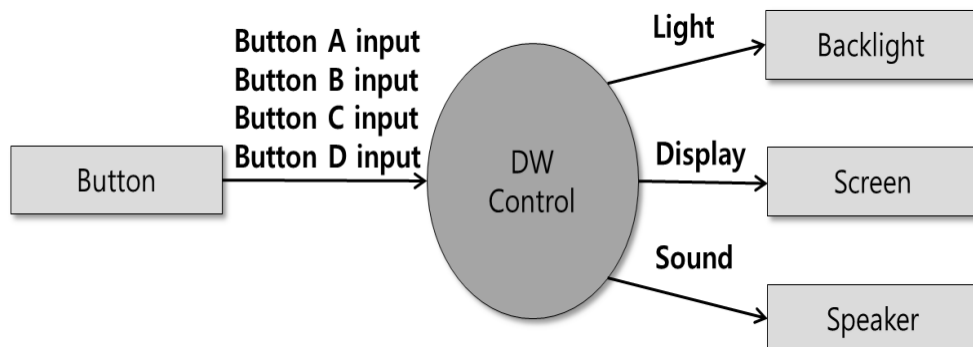 Button A input
Button B input
Button C input
Button D input
Button
DW
Control
Light
Backlight
Display
Screen
Sound
Speaker